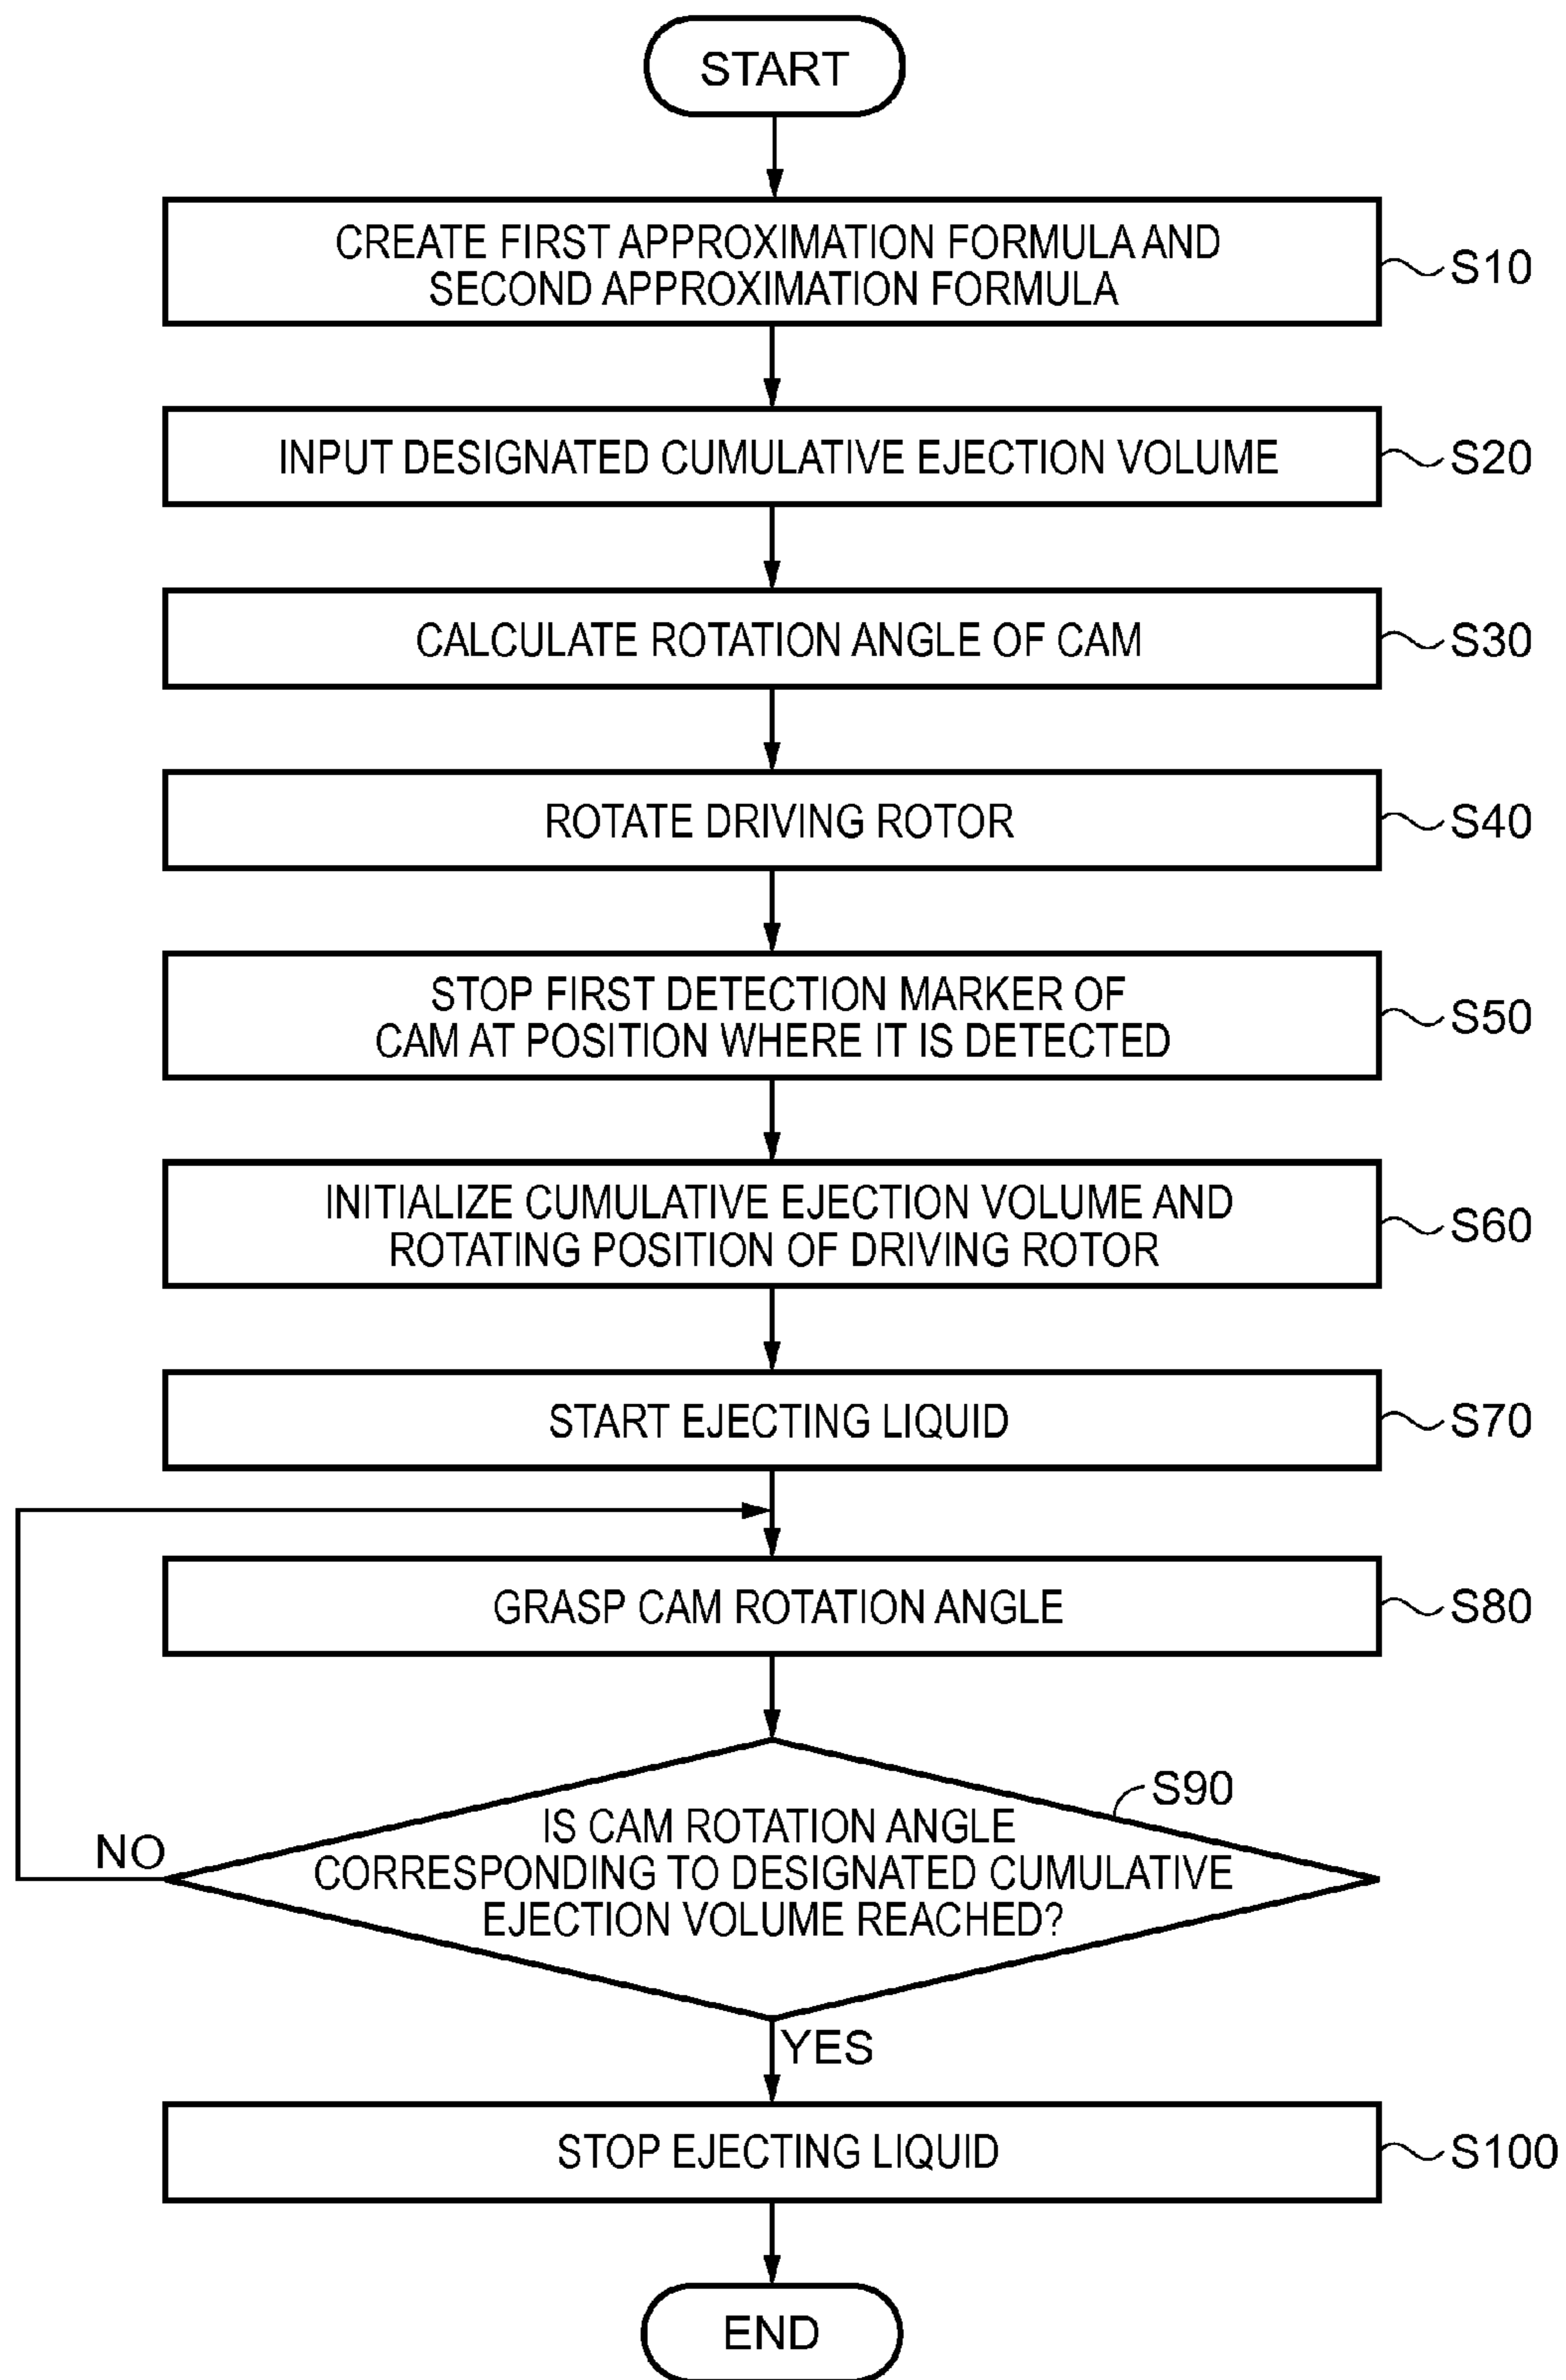 START
CREATE FIRST APPROXIMATION FORMULA AND
SECOND APPROXIMATION FORMULA
S10
INPUT DESIGNATED CUMULATIVE EJECTION VOLUME
S20
CALCULATE ROTATION ANGLE OF CAM
S30
ROTATE DRIVING ROTOR
S40
STOP FIRST DETECTION MARKER OF
CAM AT POSITION WHERE IT IS DETECTED
S50
INITIALIZE CUMULATIVE EJECTION VOLUME AND
ROTATING POSITION OF DRIVING ROTOR
S60
START EJECTING LIQUID
S70
GRASP CAM ROTATION ANGLE
S80
S90
IS CAM ROTATION ANGLE
CORRESPONDING TO DESIGNATED CUMULATIVE
EJECTION VOLUME REACHED?
NO
YES
STOP EJECTING LIQUID
S100
END